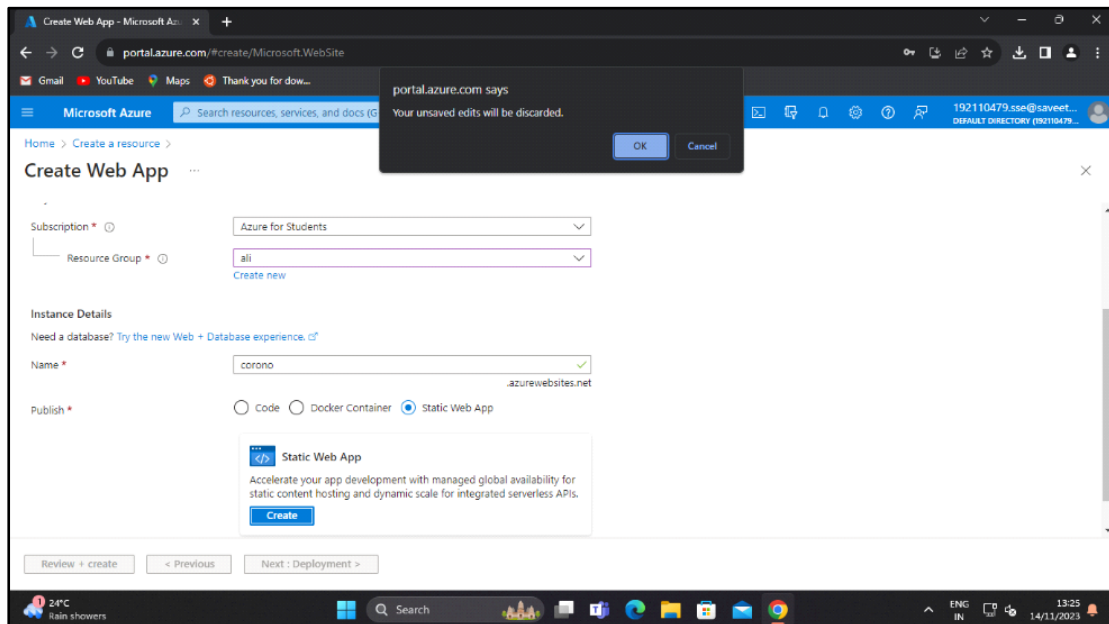 Create Web App - Microsoft Az
portal.azure.com/#create/Microsoft.WebSite
Gmail YouTube Maps Thank you for dow...
portal.azure.com says
Your unsaved edits will be discarded.
OK Cancel
Microsoft Azure Search resources, services, and docs (G
192110479.sse@saveet...
DEFAULT DIRECTORY (192110479...
Home > Create a resource >
Create Web App ...
Subscription * Azure for Students
Resource Group * ali
Create new
Instance Details
Need a database? Try the new Web + Database experience.
Name * corono
.azurewebsites.net
Publish * Code Docker Container Static Web App
Static Web App
Accelerate your app development with managed global availability for
static content hosting and dynamic scale for integrated serverless APIs.
Create
Review + create < Previous Next : Deployment >
1 24°C
Rain showers
Search
ENG
IN
13:25
14/11/2023